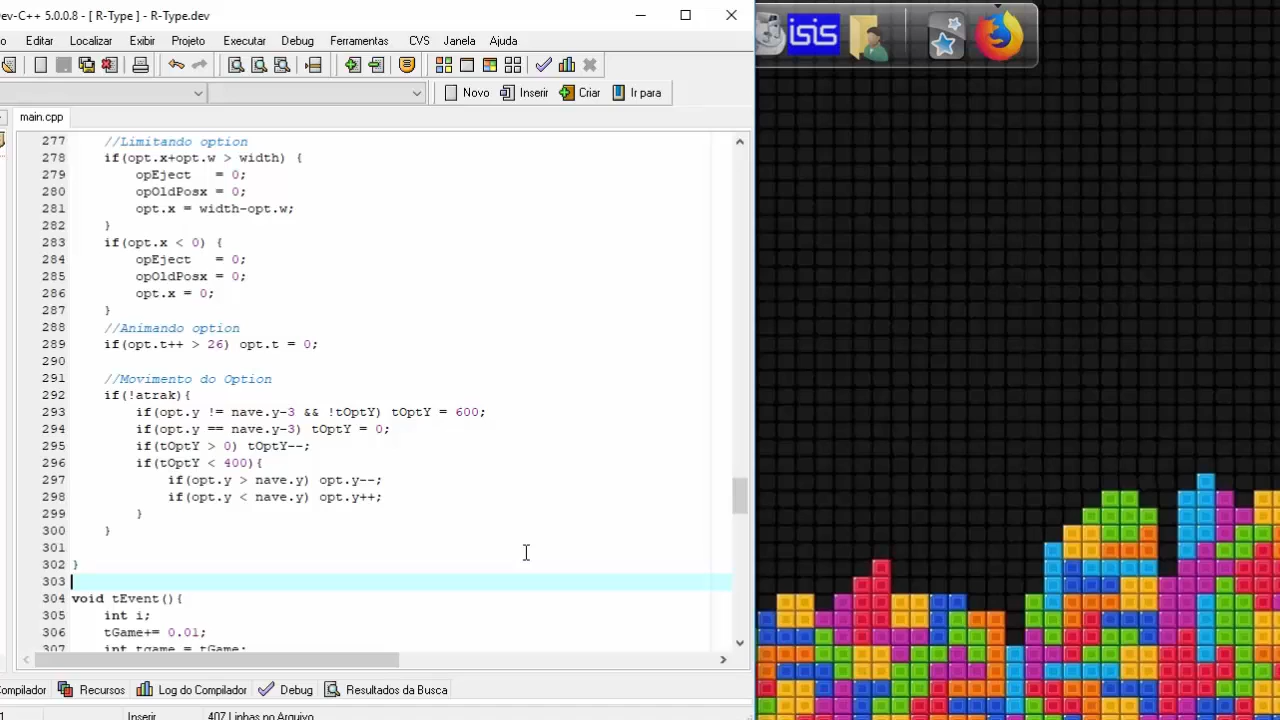 Dev-C++ 5.0.0.8 - [ R-Type ] - R-Type.dev
Editar Exibir Projeto Executar Debug Ferramentas CVS Janela Ajuda
Novo Inserir Criar Ir para
main.cpp
277 //Limitando option
278 if(opt.x+opt.w > width) {
279 opEject = 0;
280 opOldPosx = 0;
281 opt.x = width-opt.w;
282 }
283 if(opt.x < 0) {
284 opEject = 0;
285 opOldPosx = 0;
286 opt.x = 0;
287 }
288 //Animando option
289 if(opt.t++ > 26) opt.t = 0;
290
291 //Movimento do Option
292 if(!atrak){
293 if(opt.y != nave.y-3 && !tOptY) tOptY = 600;
294 if(opt.y == nave.y-3) tOptY = 0;
295 if(tOptY > 0) tOptY--;
296 if(tOptY < 400){
297 if(opt.y > nave.y) opt.y--;
298 if(opt.y < nave.y) opt.y++;
299 }
300 }
301
302 }
303
304 void tEvent(){
305 int i;
306 tGame+= 0.01;
307 int tgame = tGame;
Compilador Recursos Log do Compilador Debug Resultados da Busca
Inserir 407 Linhas no Arquivo
isis